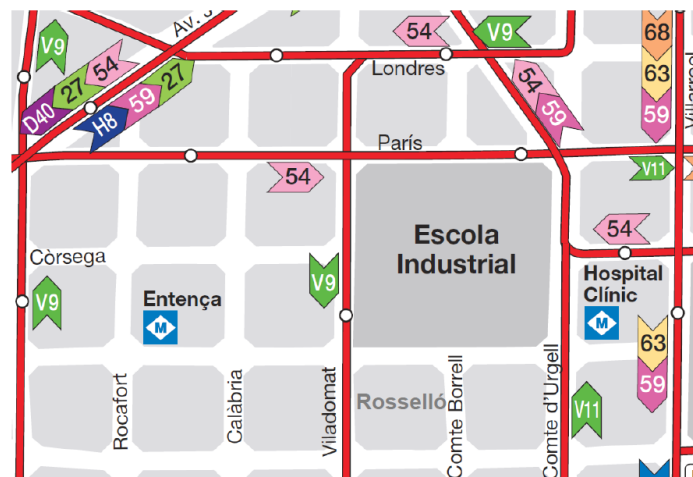 Av. J
V9
54
V9
68
Londres
63
54
27
D40
27
59
H8
54
59
59
Villarroel
París
V11
54
Escola
Industrial
54
Còrsega
V9
V9
Entença
M
Hospital
Clínic
M
63
59
Rocafort
Calàbria
Viladomat
Rosselló
Comte Borrell
Comte d'Urgell
V11